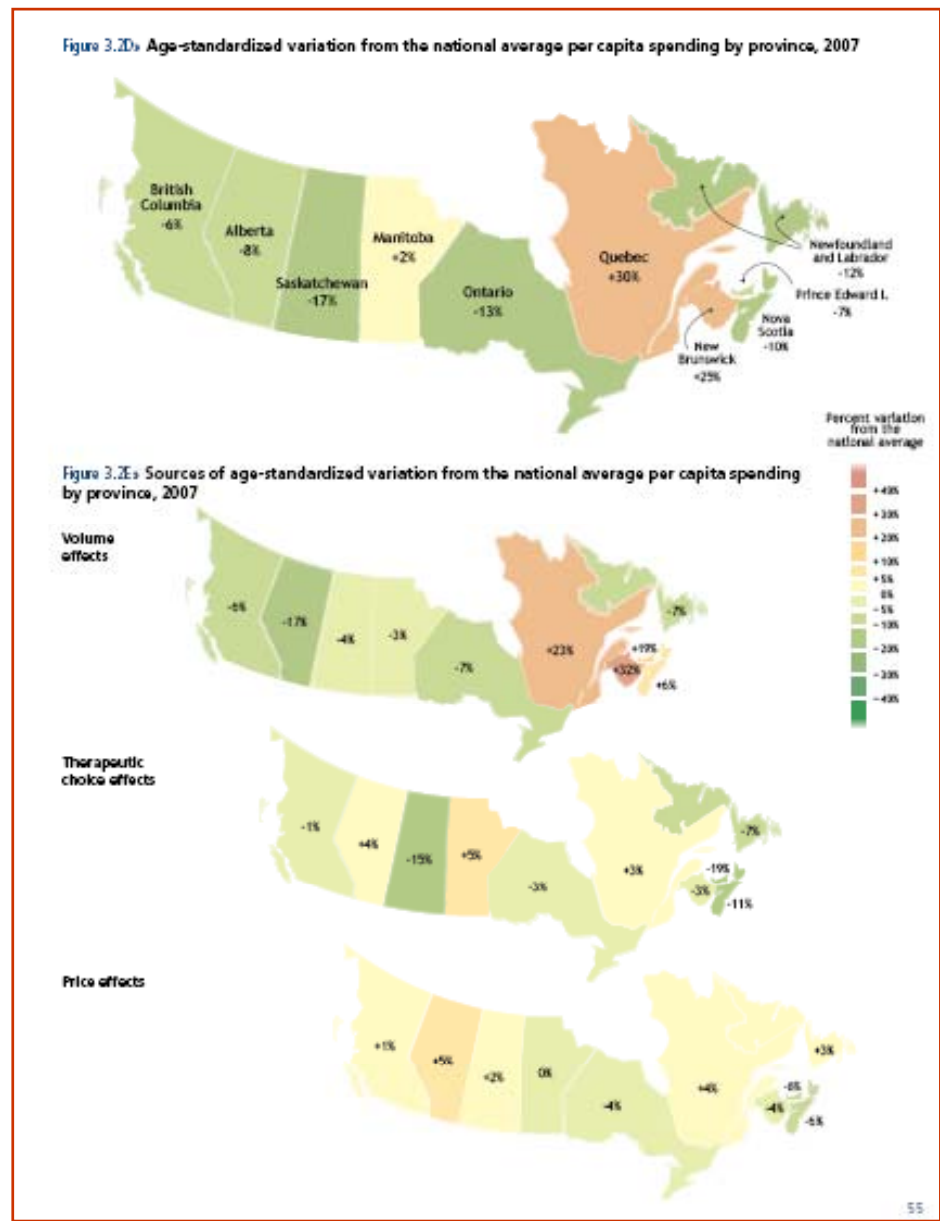 Figure 3.2D» Age-standardized variation from the national average per capita spending by province, 2007
British
Columbia
-6%
Alberta
-8%
Saskatchewan
-17%
Manitoba
+2%
Ontario
-13%
Quebec
+30%
Newfoundland
and Labrador
-12%
Prince Edward I.
-7%
Nova
Scotia
-10%
New
Brunswick
+25%
Percent variation
from the
national average
+40%
+30%
+20%
+10%
+5%
0%
-5%
-10%
-20%
-30%
-40%
Figure 3.2E» Sources of age-standardized variation from the national average per capita spending
by province, 2007
Volume
effects
-6%
-17%
-4%
-3%
-7%
+23%
-7%
+19%
+32%
+6%
Therapeutic
choice effects
-1%
+4%
-15%
+5%
-3%
+3%
-7%
-19%
-3%
-11%
Price effects
+1%
+5%
+2%
0%
-4%
+4%
+3%
-4%
55